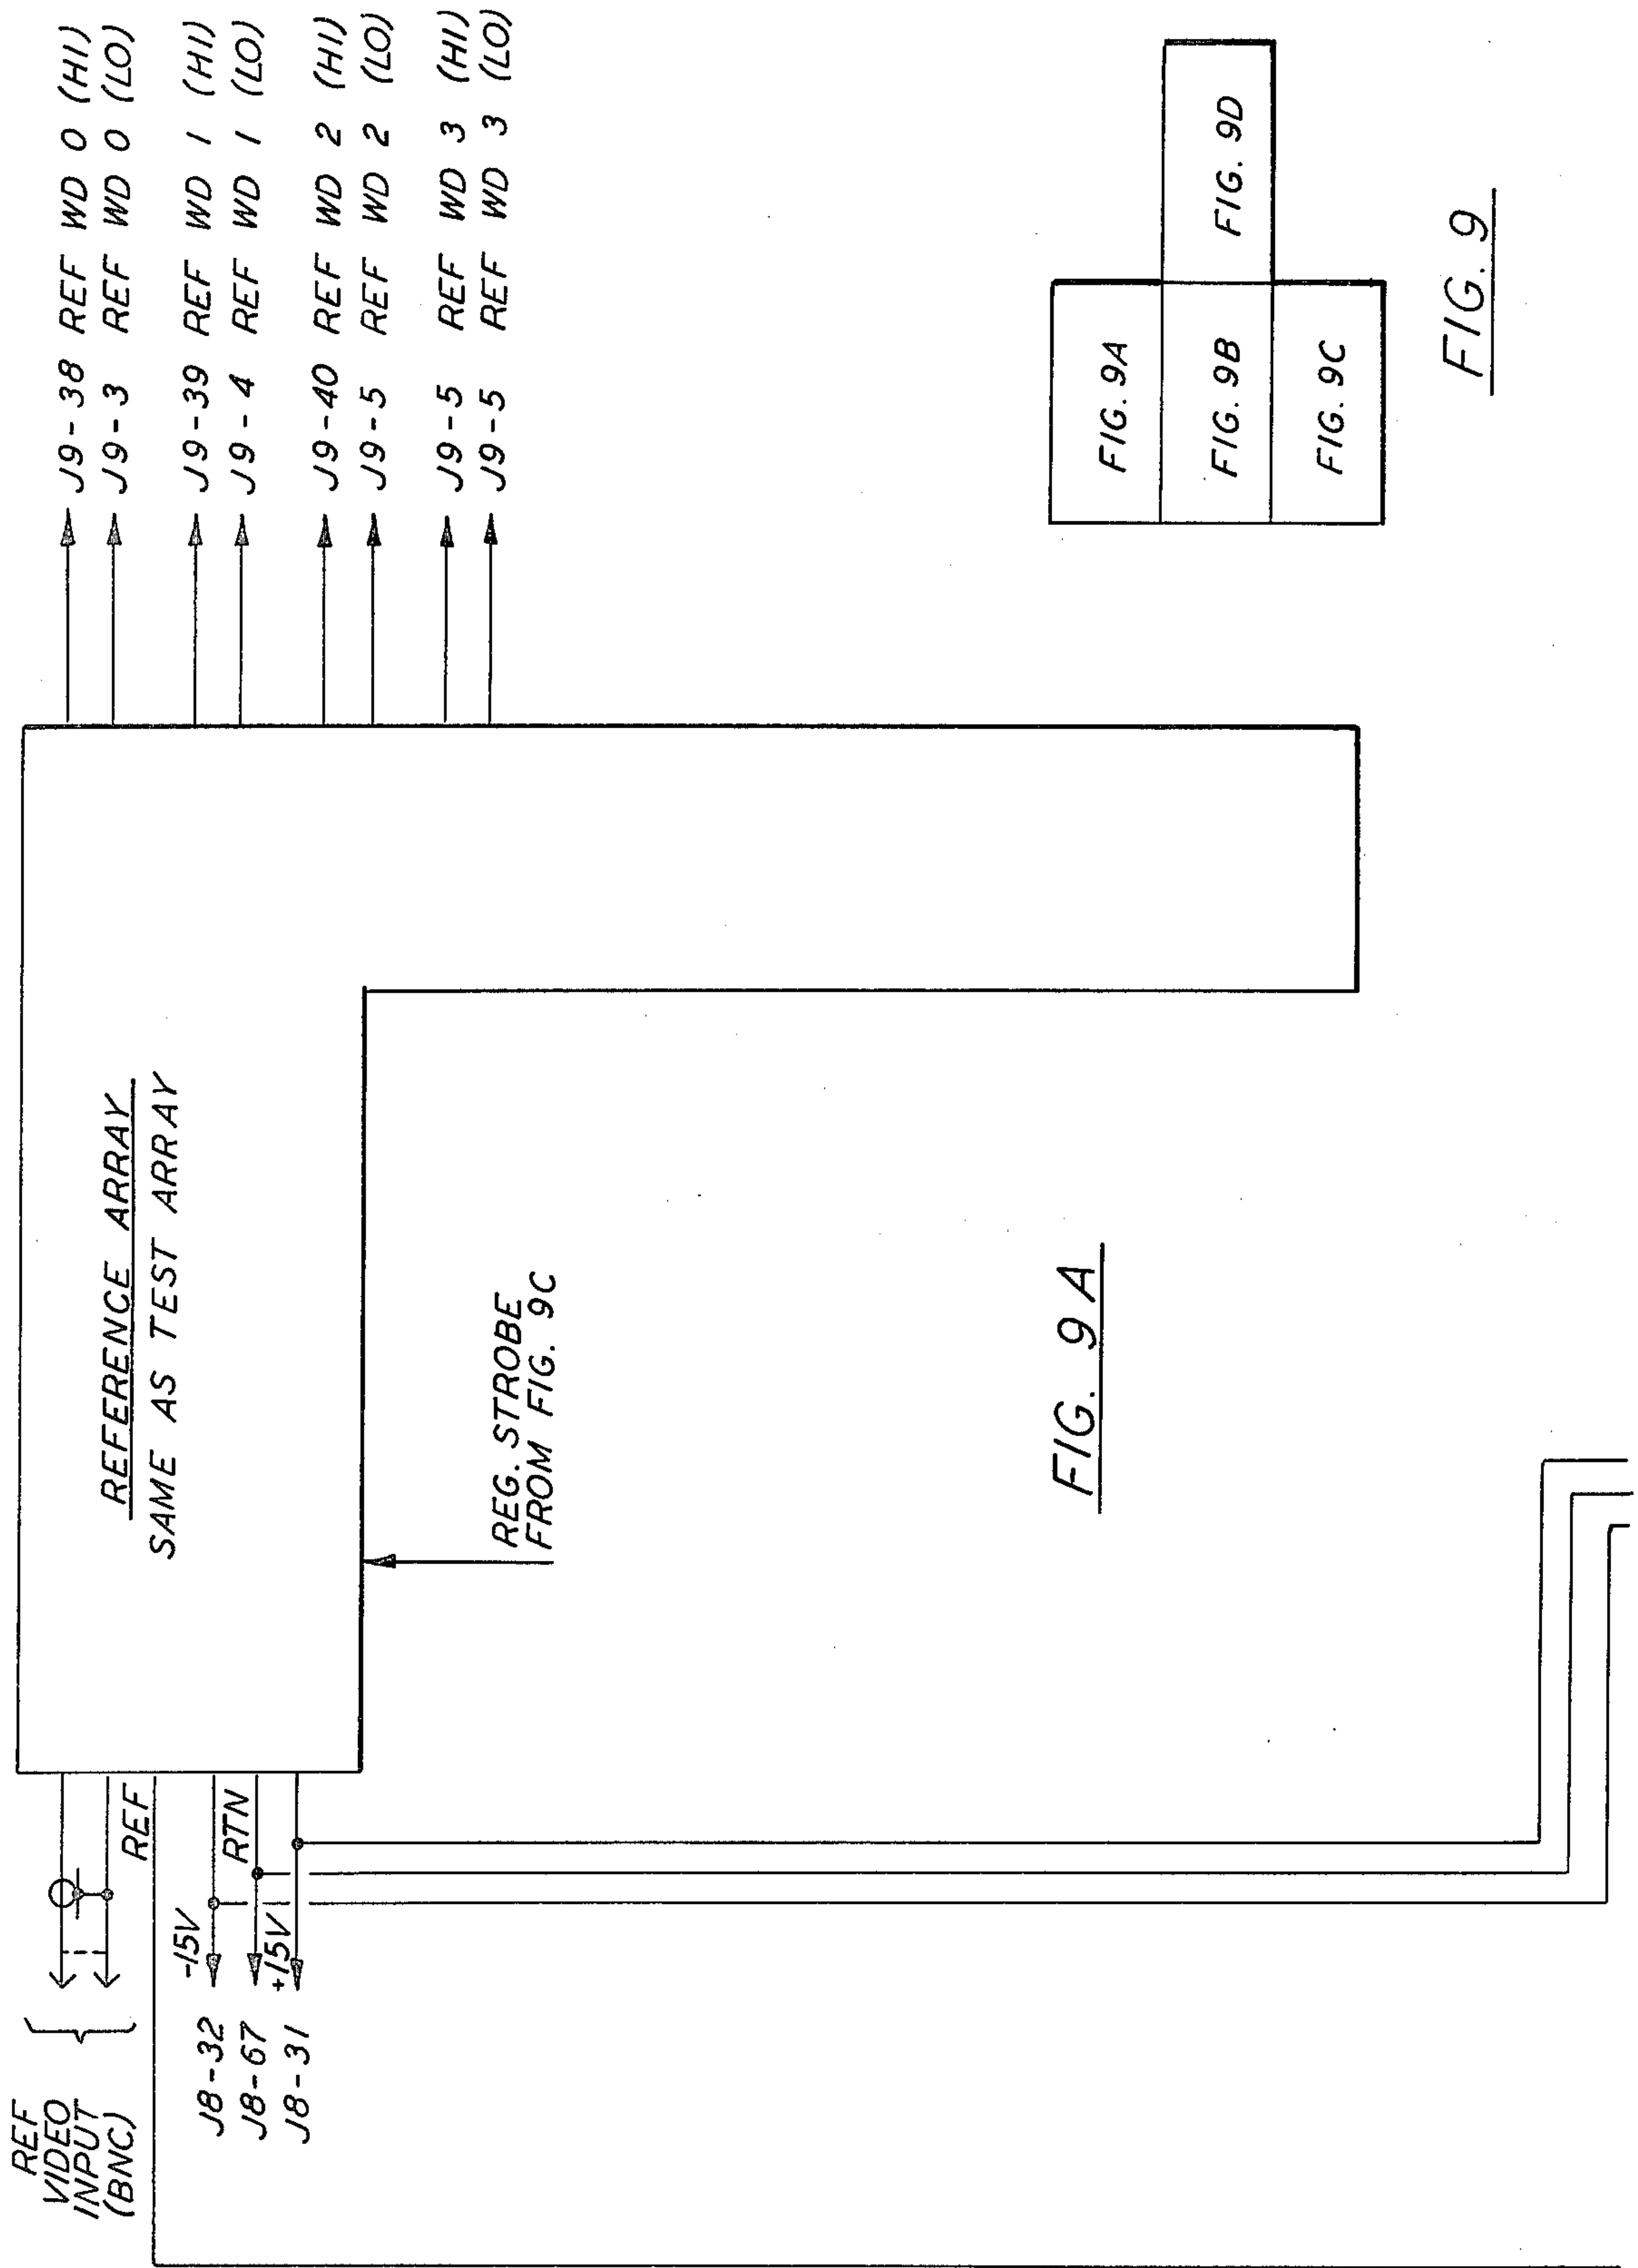 REF
VIDEO
INPUT
(BNC)
REF
-15V
J8-32
RTN
J8-67
+15V
J8-31
REFERENCE ARRAY
SAME AS TEST ARRAY
REG. STROBE
FROM FIG. 9C
J9-38 REF WD 0 (HI)
J9-3 REF WD 0 (LO)
J9-39 REF WD 1 (HI)
J9-4 REF WD 1 (LO)
J9-40 REF WD 2 (HI)
J9-5 REF WD 2 (LO)
J9-5 REF WD 3 (HI)
J9-5 REF WD 3 (LO)
FIG. 9A
FIG. 9A
FIG. 9B
FIG. 9D
FIG. 9C
FIG. 9